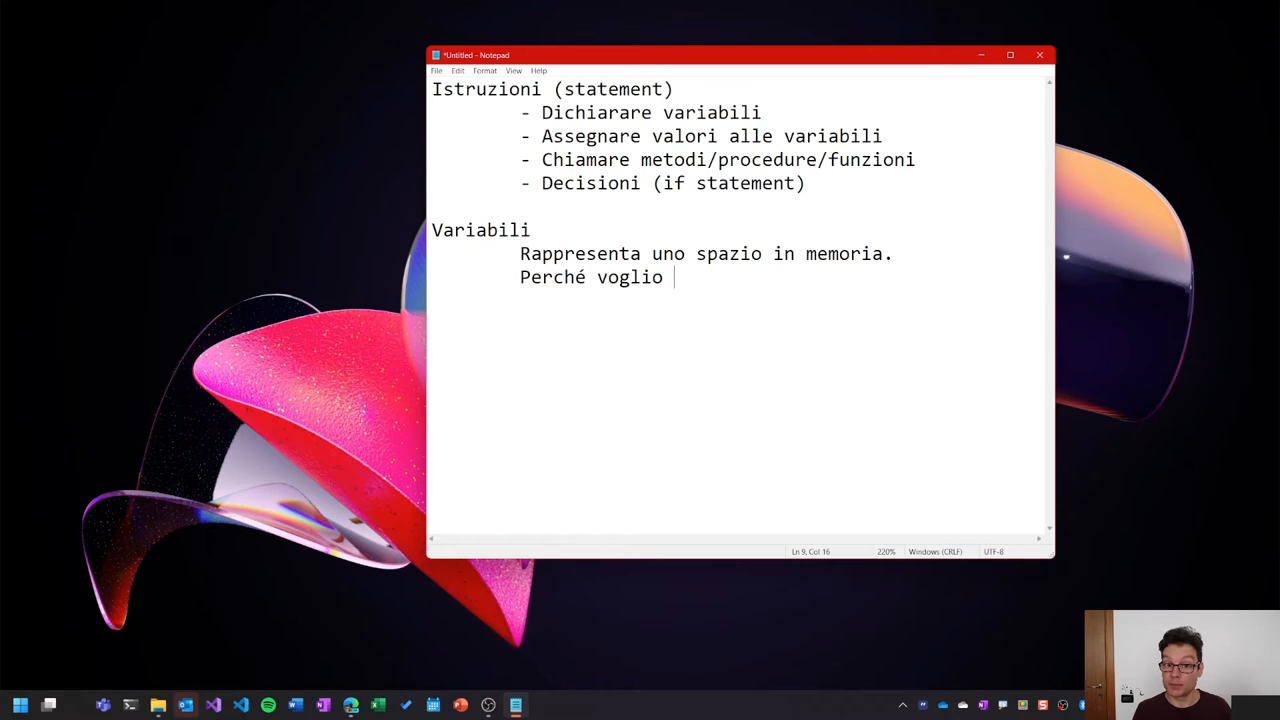 *Untitled - Notepad
File Edit Format View Help
Istruzioni (statement)
- Dichiarare variabili
- Assegnare valori alle variabili
- Chiamare metodi/procedure/funzioni
- Decisioni (if statement)
Variabili
Rappresenta uno spazio in memoria.
Perché voglio
Ln 9, Col 16 220% Windows (CRLF) UTF-8